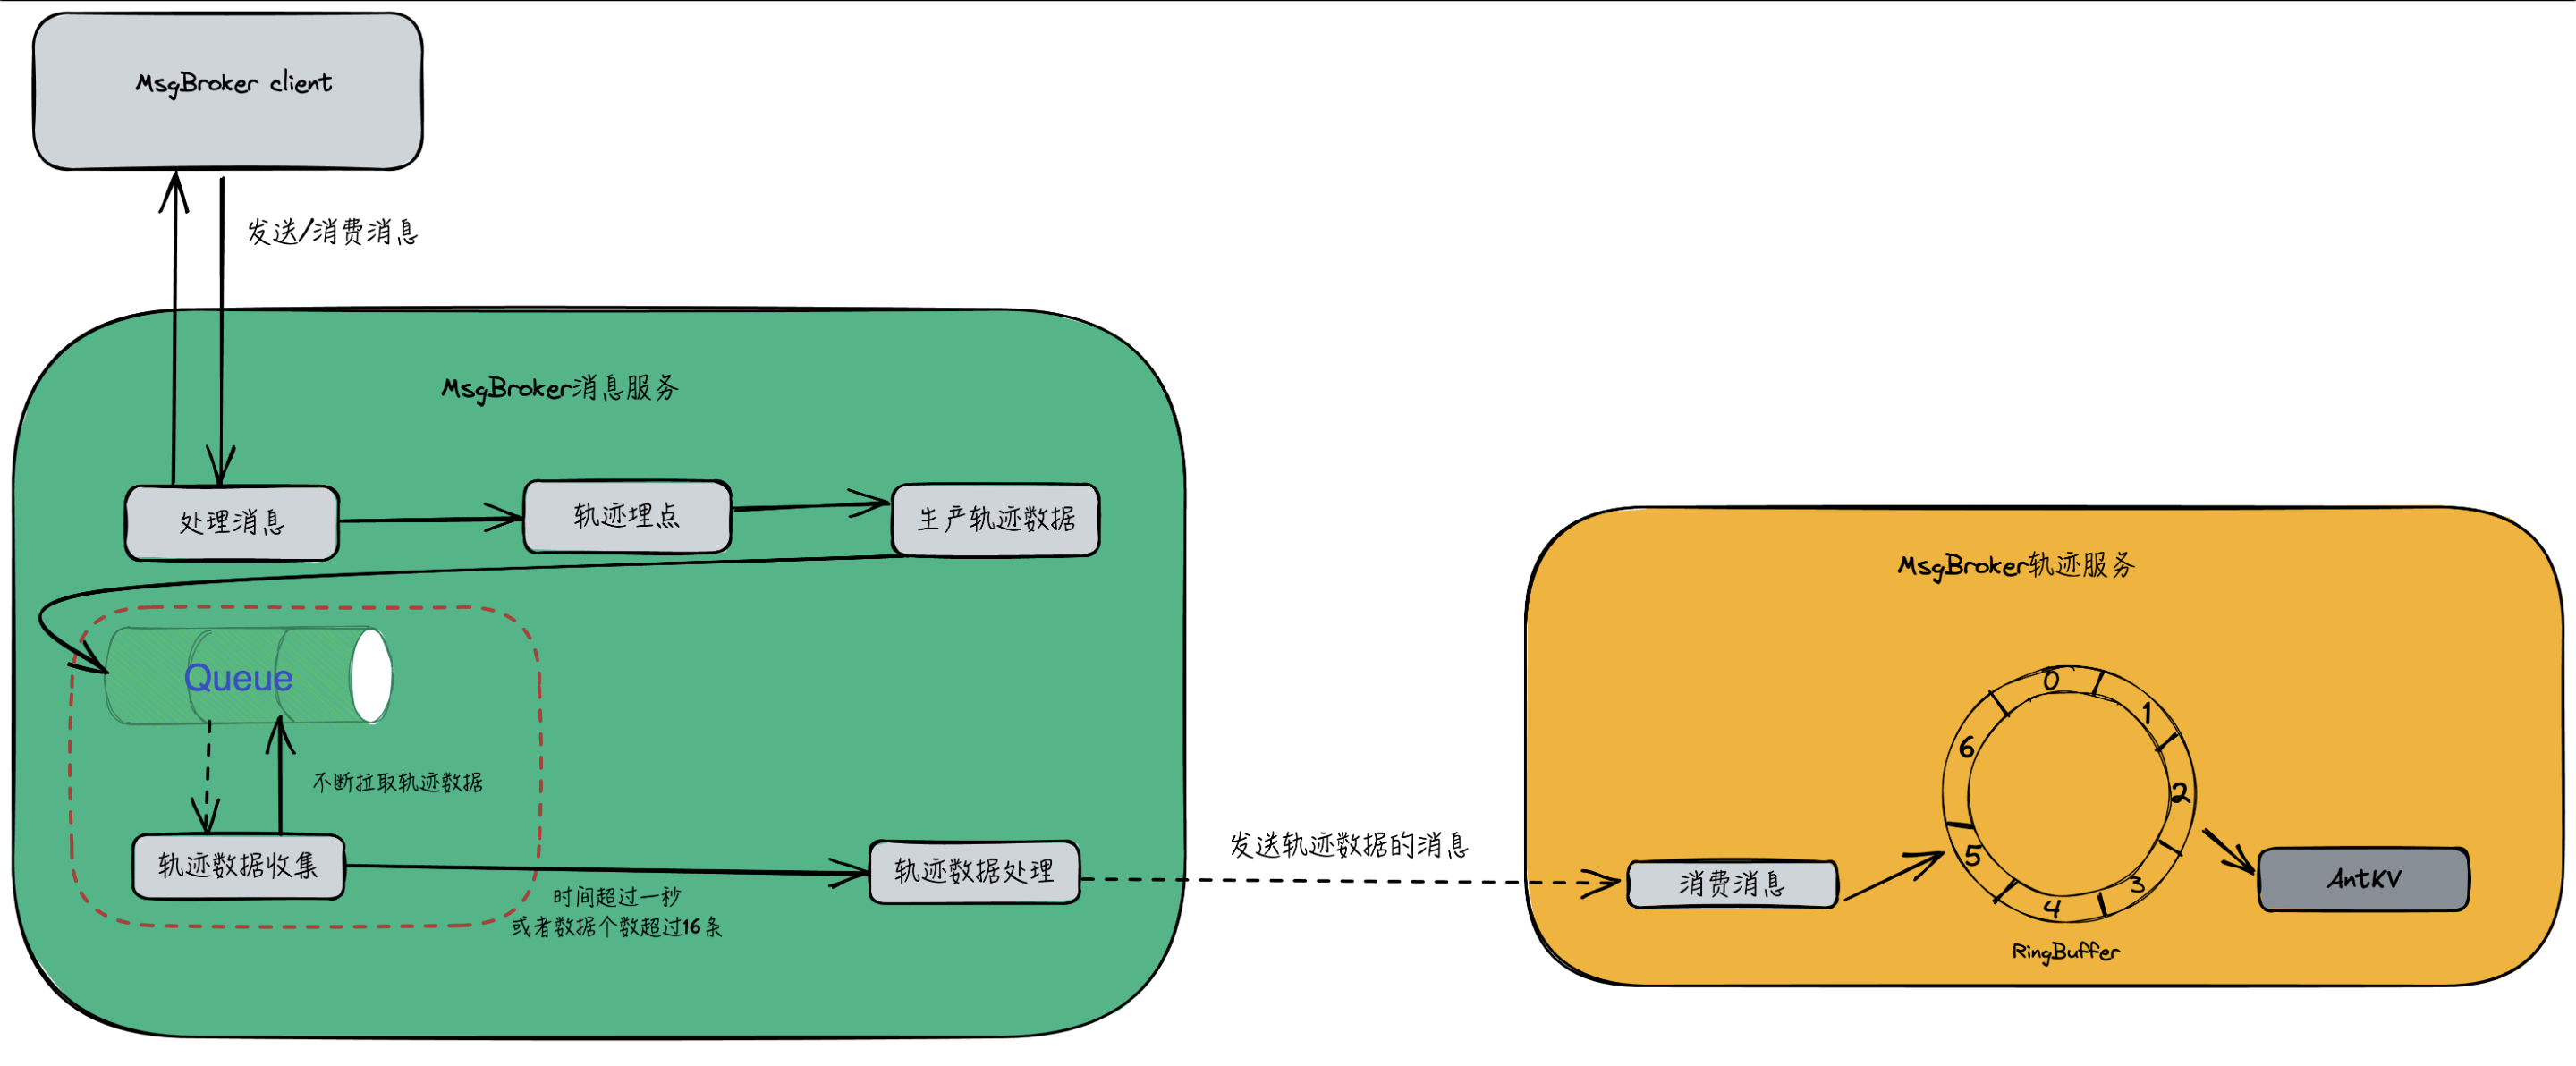 MsgBroker client
发送/消费消息
MsgBroker消息服务
处理消息
轨迹埋点
生产轨迹数据
Queue
不断拉取轨迹数据
轨迹数据收集
时间超过一秒
或者数据个数超过16条
轨迹数据处理
发送轨迹数据的消息
MsgBroker轨迹服务
消费消息
0
1
2
3
4
5
6
RingBuffer
AntKV